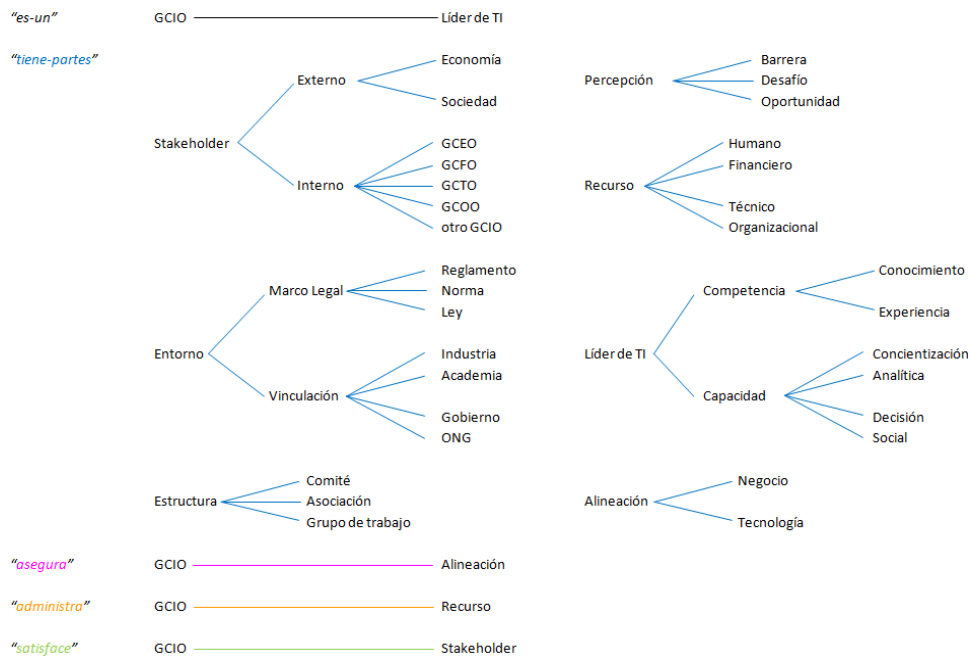 “es-un” GCIO Líder de TI
“tiene-partes”
Stakeholder
Externo
Economía
Sociedad
Interno
GCEO
GCFO
GCTO
GCOO
otro GCIO
Percepción
Barrera
Desafío
Oportunidad
Recurso
Humano
Financiero
Técnico
Organizacional
Entorno
Marco Legal
Reglamento
Norma
Ley
Vinculación
Industria
Academia
Gobierno
ONG
Líder de TI
Competencia
Conocimiento
Experiencia
Capacidad
Concientización
Analítica
Decisión
Social
Estructura
Comité
Asociación
Grupo de trabajo
Alineación
Negocio
Tecnología
“asegura” GCIO Alineación
“administra” GCIO Recurso
“satisface” GCIO Stakeholder